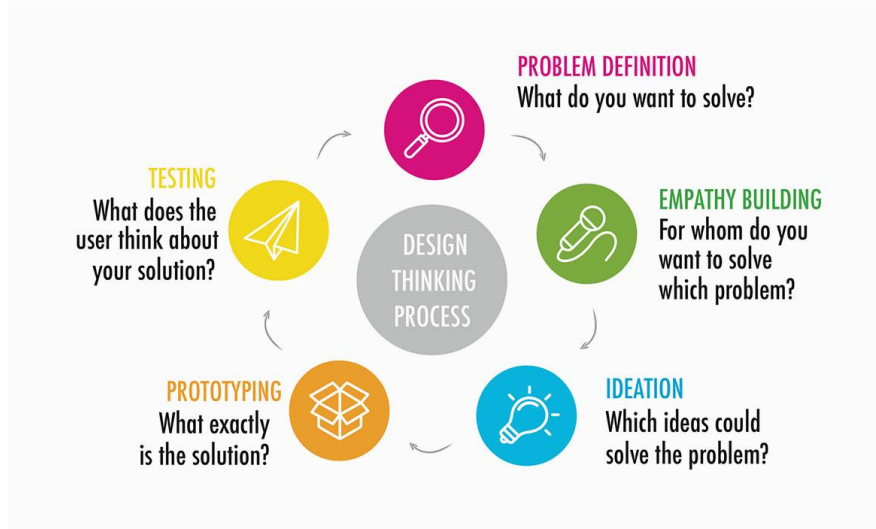 PROBLEM DEFINITION
What do you want to solve?
EMPATHY BUILDING
For whom do you
want to solve
which problem?
IDEATION
Which ideas could
solve the problem?
PROTOTYPING
What exactly
is the solution?
TESTING
What does the
user think about
your solution?
DESIGN
THINKING
PROCESS